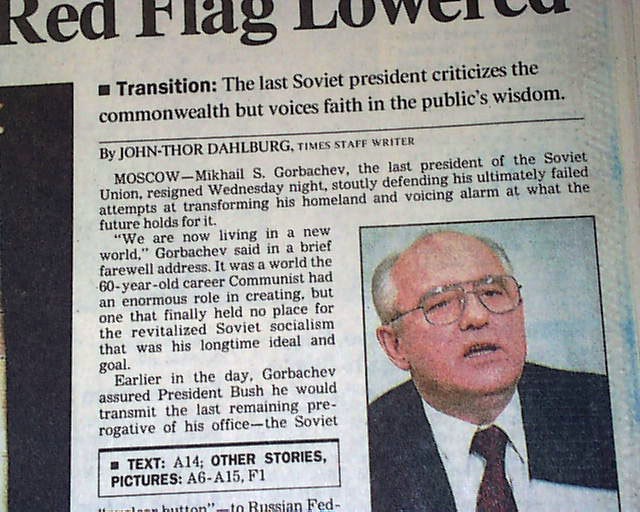 Red Flag Lowered
■ Transition: The last Soviet president criticizes the
commonwealth but voices faith in the public's wisdom.
By JOHN-THOR DAHLBURG, TIMES STAFF WRITER
MOSCOW—Mikhail S. Gorbachev, the last president of the Soviet
Union, resigned Wednesday night, stoutly defending his ultimately failed
attempts at transforming his homeland and voicing alarm at what the
future holds for it.
"We are now living in a new
world," Gorbachev said in a brief
farewell address. It was a world the
60-year-old career Communist had
an enormous role in creating, but
one that finally held no place for
the revitalized Soviet socialism
that was his longtime ideal and
goal.
Earlier in the day, Gorbachev
assured President Bush he would
transmit the last remaining pre-
rogative of his office—the Soviet
■ TEXT: A14; OTHER STORIES,
PICTURES: A6-A15, F1
"nuclear button"—to Russian Fed-